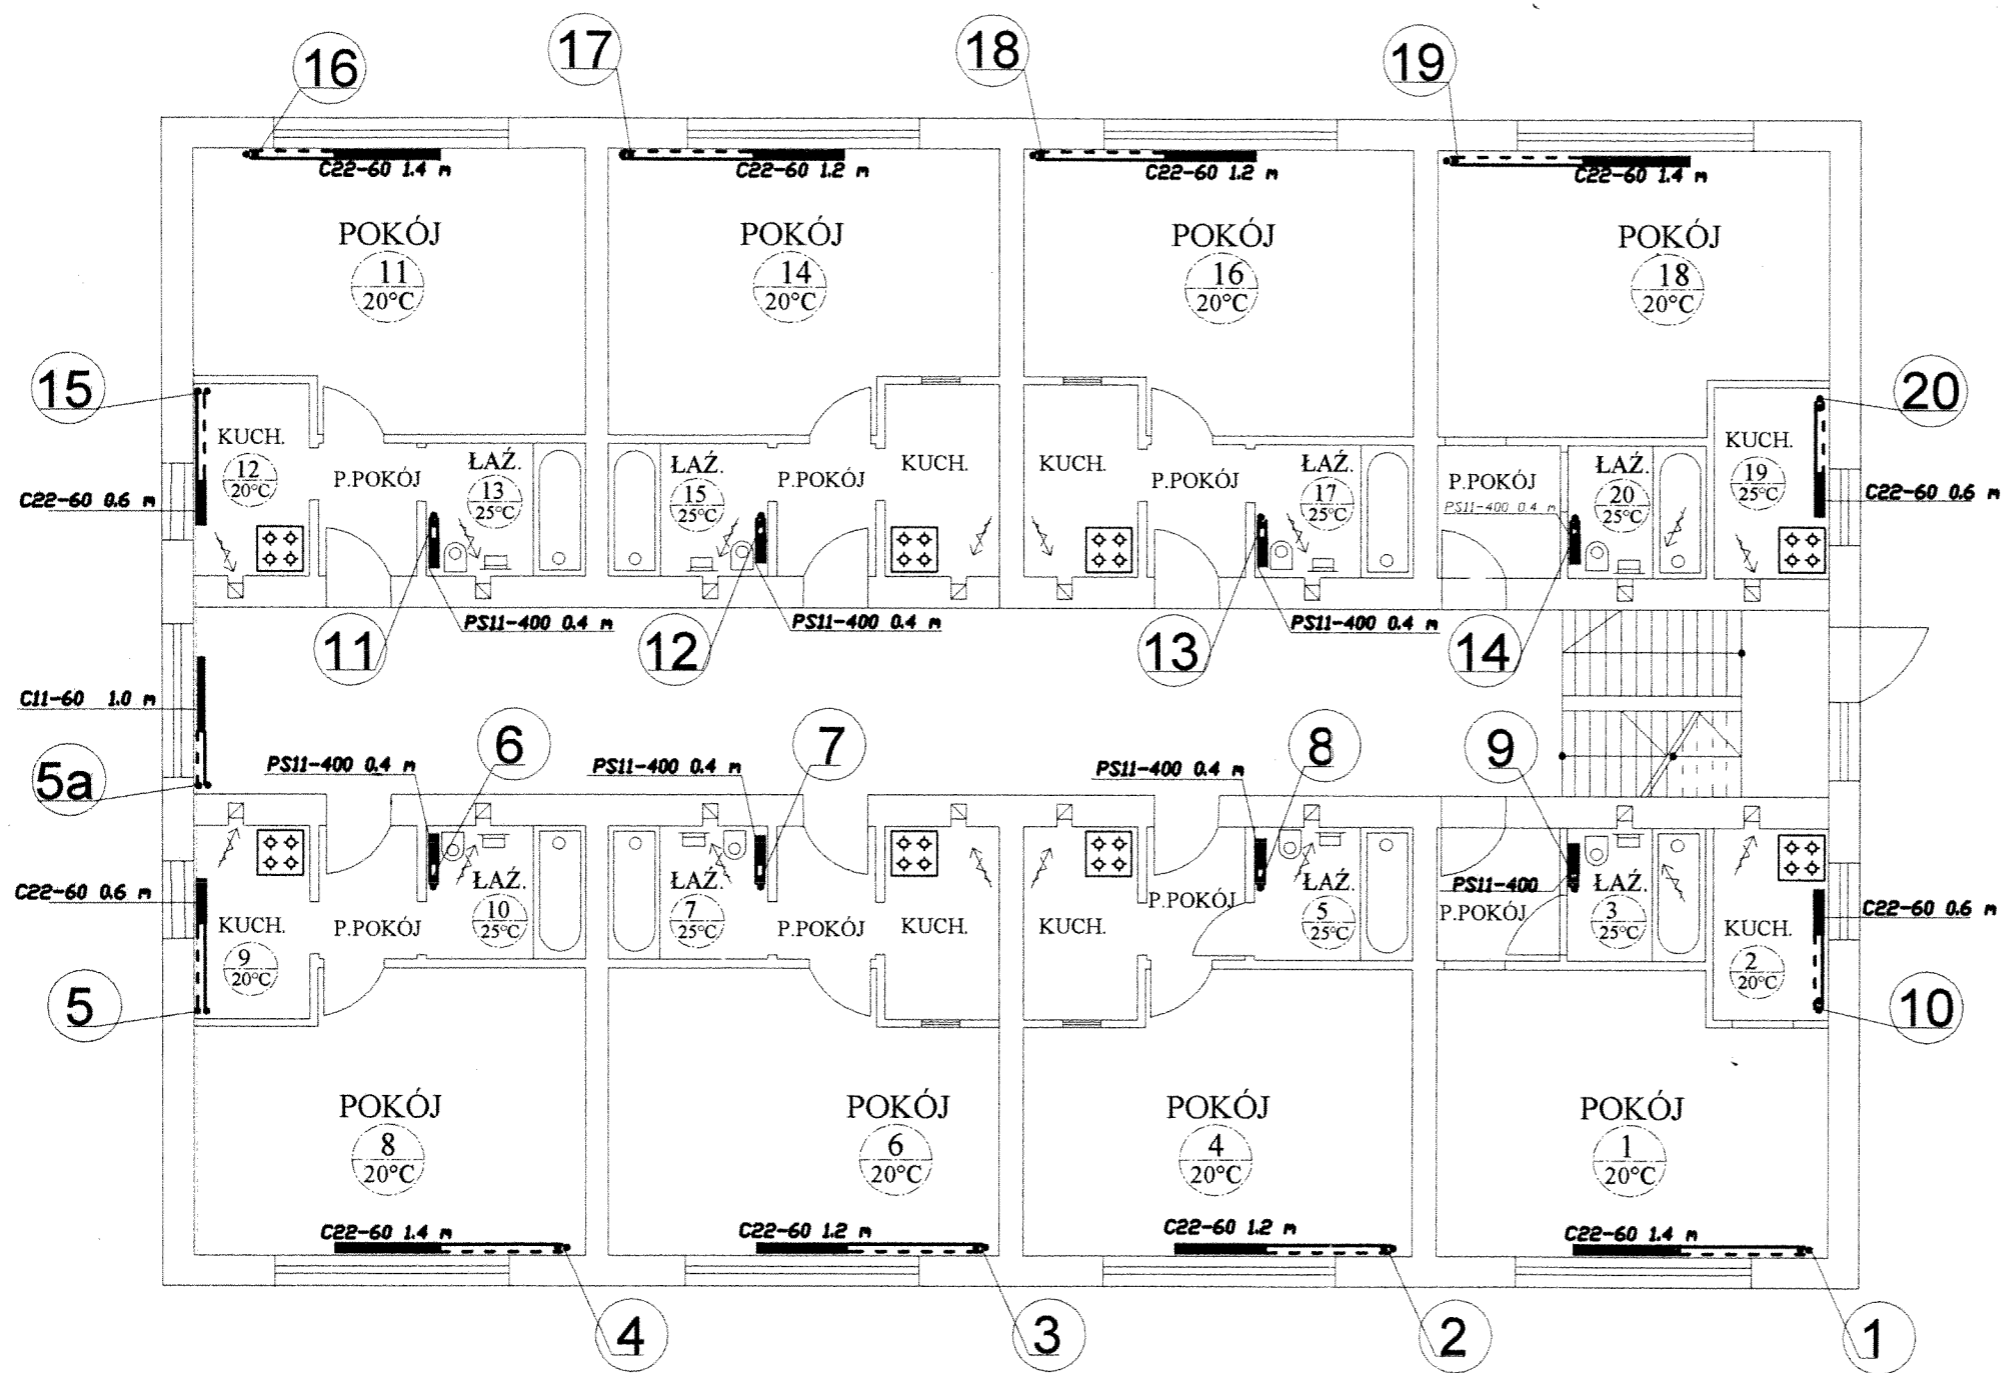 16
17
18
19
C22-60 1.4 m
C22-60 1.2 m
C22-60 1.2 m
C22-60 1.4 m
POKÓJ
11
20°C
POKÓJ
14
20°C
POKÓJ
16
20°C
POKÓJ
18
20°C
15
20
KUCH.
12
20°C
P.POKÓJ
ŁAŹ.
13
25°C
ŁAŹ.
15
25°C
P.POKÓJ
KUCH.
KUCH.
P.POKÓJ
ŁAŹ.
17
25°C
P.POKÓJ
PS11-400 0.4 m
ŁAŹ.
20
25°C
KUCH.
19
25°C
C22-60 0.6 m
C22-60 0.6 m
11
PS11-400 0.4 m
12
PS11-400 0.4 m
13
PS11-400 0.4 m
14
C11-60 1.0 m
5a
PS11-400 0.4 m
6
PS11-400 0.4 m
7
PS11-400 0.4 m
8
9
C22-60 0.6 m
KUCH.
9
20°C
P.POKÓJ
ŁAŹ.
10
25°C
ŁAŹ.
7
25°C
P.POKÓJ
KUCH.
KUCH.
P.POKÓJ
ŁAŹ.
5
25°C
PS11-400
P.POKÓJ
ŁAŹ.
3
25°C
KUCH.
2
20°C
C22-60 0.6 m
5
10
POKÓJ
8
20°C
POKÓJ
6
20°C
POKÓJ
4
20°C
POKÓJ
1
20°C
C22-60 1.4 m
C22-60 1.2 m
C22-60 1.2 m
C22-60 1.4 m
4
3
2
1